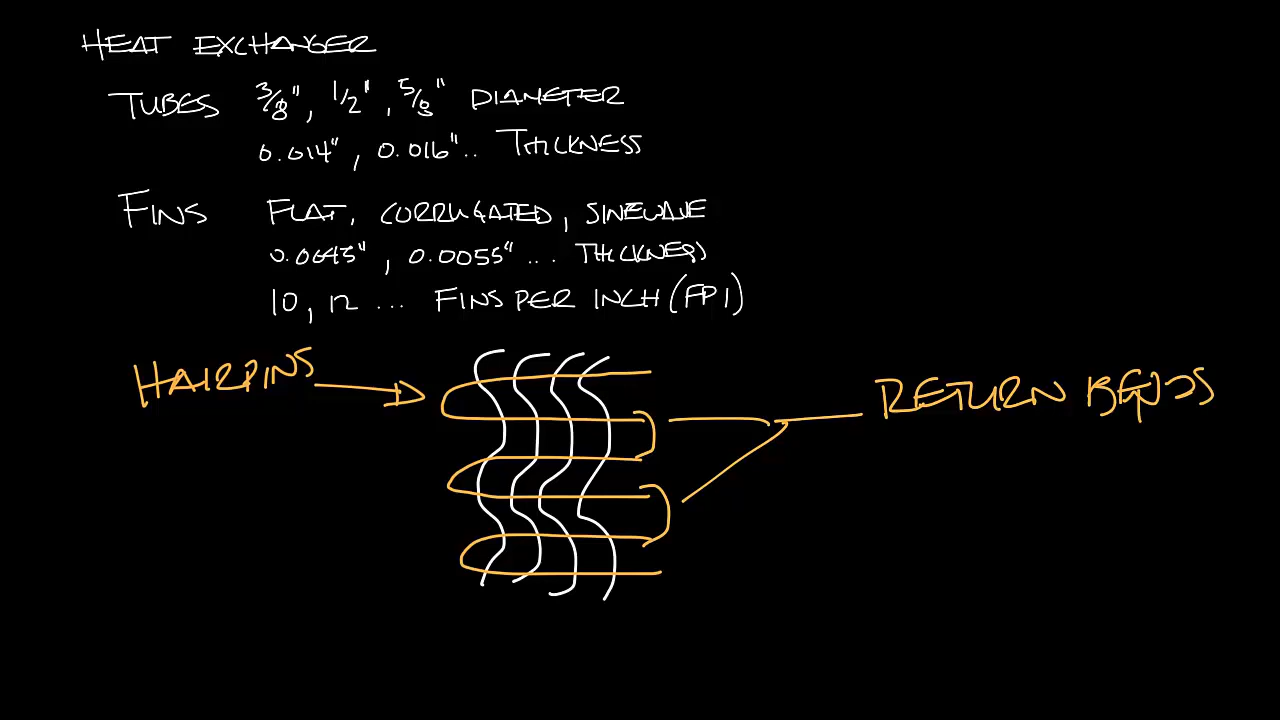 HEAT EXCHANGER
TUBES 3/8", 1/2", 5/8" DIAMETER
0.014", 0.016".. THICKNESS
FINS FLAT, CORRUGATED, SINEWAVE
0.0045", 0.0055" ... THICKNESS
10, 12 ... FINS PER INCH (FPI)
HAIRPINS
RETURN BENDS